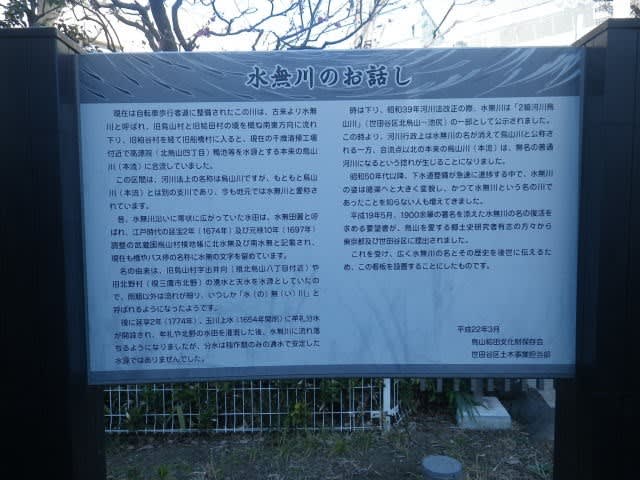 水無川のお話し
現在は自転車歩行者道に整備されたこの川は、古来より水無
川と呼ばれ、旧烏山村と旧給田村の境を概ね南東方向に流れ
下り、旧粕谷村を経て旧船橋村に入ると、現在の千歳清掃工場
付近で高源院（北烏山四丁目）鴨池等を水源とする本来の烏山
川（本流）に合流していました。
この区間は、河川法上の名称は烏山川ですが、もともと烏山
川（本流）とは別の支川であり、今も地元では水無川と愛称さ
れています。
昔、水無川沿いに帯状に広がっていた水田は、水無田圃と呼
ばれ、江戸時代の延宝2年（1674年）及び元禄10年（1697年）
調整の武蔵国烏山村検地帳に北水無及南水無と記載され、
現在も橋やバス停の名称に水無の文字を留めています。
名の由来は、旧烏山村字出井向（現北烏山八丁目付近）や
旧北野村（現三鷹市北野）の湧水と天水を水源としていたの
で、雨期以外は流れが細り、いつしか「水（の）無（い）川」と
呼ばれるようになったようです。
後に延享2年（1774年）、玉川上水（1654年開削）に牟礼分水
が開設され、牟礼や北野の水田を灌漑した後、水無川に流れ落
ちるようになりましたが、分水は稲作期のみの湧水で安定した
水源ではありませんでした。
時は下り、昭和39年河川法改正の際、水無川は「2級河川烏
山川」（世田谷区北烏山〜池尻）の一部として公示されました。
この時より、河川行政上は水無川の名が消えて烏山川と公称さ
れる一方、合流点以北の本来の烏山川（本流）は、無名の普通
河川になるという捻れが生じることになりました。
昭和50年代以降、下水道整備が急速に進捗する中で、水無川
の姿は暗渠へと大きく変貌し、かつて水無川という名の川で
あったことを知らない人も増えてきました。
平成19年5月、1900余筆の署名を添えた水無川の名の復活を
求める要望書が、烏山を愛する郷土史研究者有志の方々から
東京都及び世田谷区に提出されました。
これを受け、広く水無川の名とその歴史を後世に伝えるた
め、この看板を設置することにしたものです。
平成22年3月
烏山給田文化財保存会
世田谷区土木事業担当部